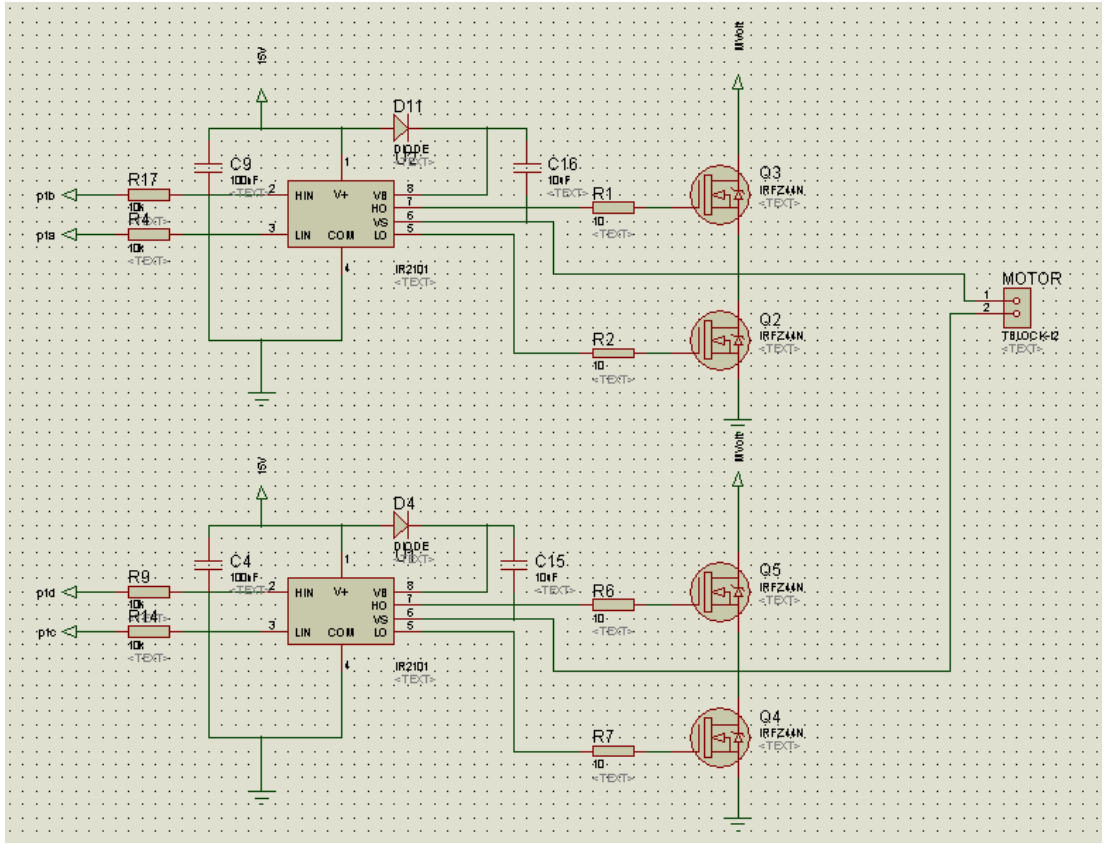 15V
MVolt
D11
DIODE
U2
<TEXT>
C9
100nF
<TEXT>
C16
10nF
<TEXT>
Q3
IRFZ44N
<TEXT>
p1b
R17
10k
<TEXT>
2
HIN
V+
1
VB
8
HO
7
VS
6
R1
10
<TEXT>
p1a
R4
10k
<TEXT>
3
LIN
COM
LO
5
4
IR2101
<TEXT>
MOTOR
1
2
TBLOCK-I2
<TEXT>
Q2
IRFZ44N
<TEXT>
R2
10
<TEXT>
15V
MVolt
D4
DIODE
U1
<TEXT>
C4
100nF
<TEXT>
C15
10nF
<TEXT>
Q5
IRFZ44N
<TEXT>
p1d
R9
10k
<TEXT>
2
HIN
V+
1
VB
8
HO
7
VS
6
R6
10
<TEXT>
p1c
R14
10k
<TEXT>
3
LIN
COM
LO
5
4
IR2101
<TEXT>
Q4
IRFZ44N
<TEXT>
R7
10
<TEXT>